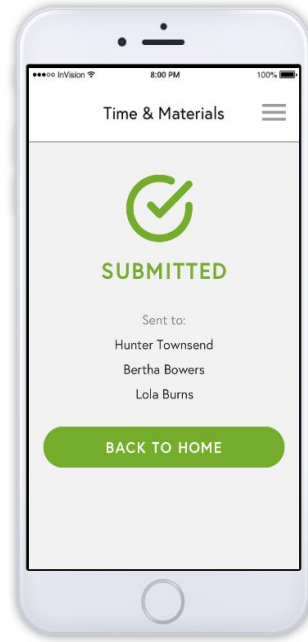 InVision 8:00 PM 100%
Time & Materials
SUBMITTED
Sent to:
Hunter Townsend
Bertha Bowers
Lola Burns
BACK TO HOME